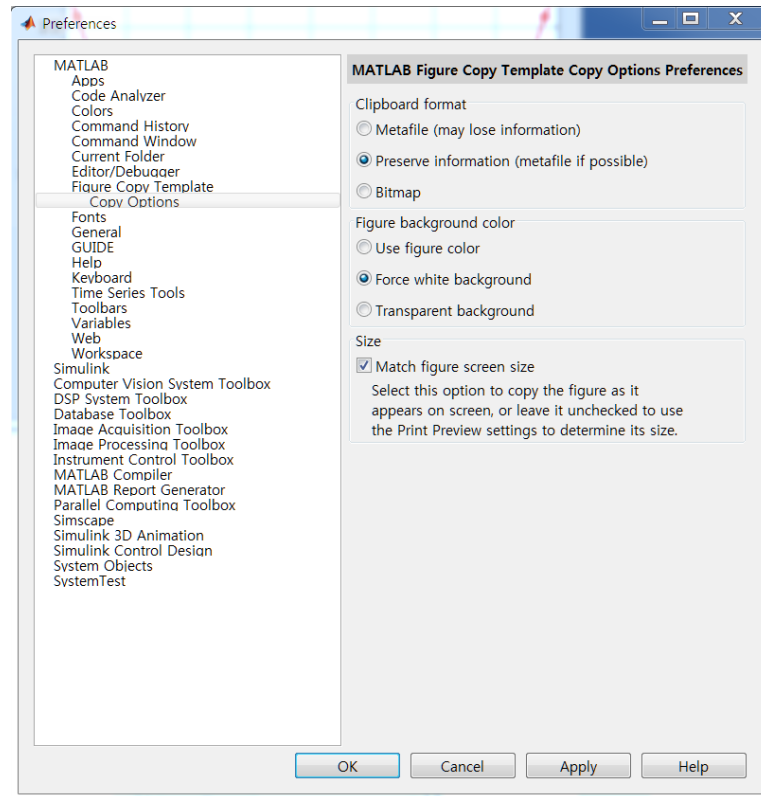 Preferences
MATLAB
Apps
Code Analyzer
Colors
Command History
Command Window
Current Folder
Editor/Debugger
Figure Copy Template
Copy Options
Fonts
General
GUIDE
Help
Keyboard
Time Series Tools
Toolbars
Variables
Web
Workspace
Simulink
Computer Vision System Toolbox
DSP System Toolbox
Database Toolbox
Image Acquisition Toolbox
Image Processing Toolbox
Instrument Control Toolbox
MATLAB Compiler
MATLAB Report Generator
Parallel Computing Toolbox
Simscape
Simulink 3D Animation
Simulink Control Design
System Objects
SystemTest
MATLAB Figure Copy Template Copy Options Preferences
Clipboard format
Metafile (may lose information)
Preserve information (metafile if possible)
Bitmap
Figure background color
Use figure color
Force white background
Transparent background
Size
Match figure screen size
Select this option to copy the figure as it
appears on screen, or leave it unchecked to use
the Print Preview settings to determine its size.
OK Cancel Apply Help